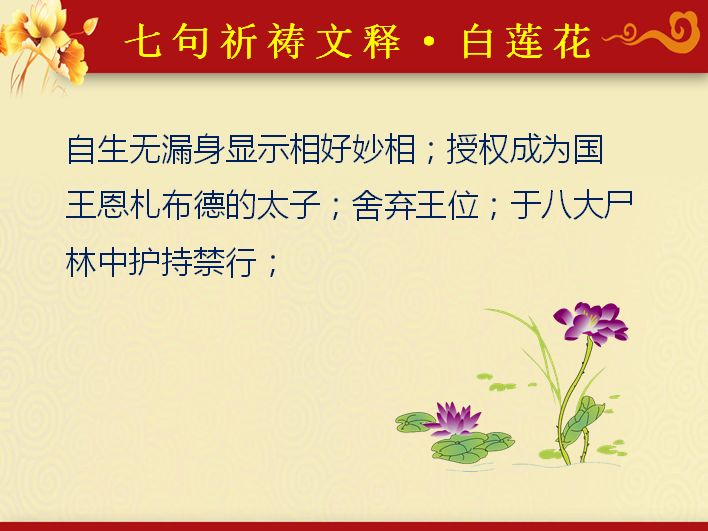 七句祈祷文释·白莲花
自生无漏身显示相好妙相；授权成为国
王恩札布德的太子；舍弃王位；于八大尸
林中护持禁行；